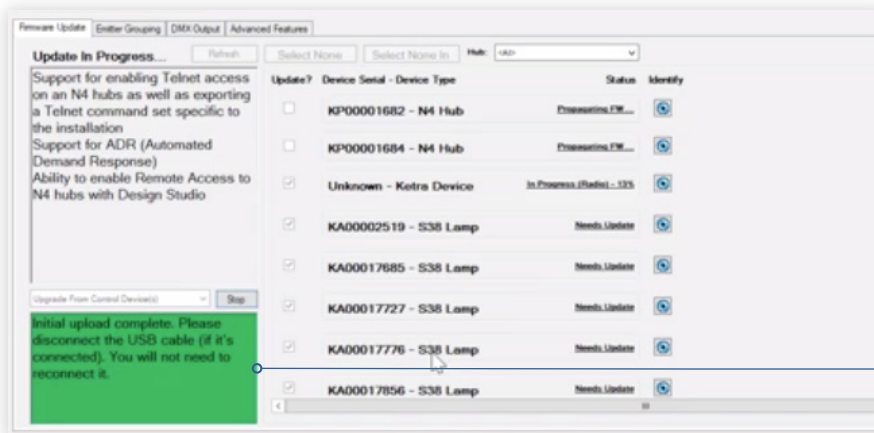 Firmware Update Emitter Grouping DMX Output Advanced Features
Update In Progress... Refresh Select None Select None In Hub: <All>
Support for enabling Telnet access
on an N4 hubs as well as exporting
a Telnet command set specific to
the installation
Support for ADR (Automated
Demand Response)
Ability to enable Remote Access to
N4 hubs with Design Studio
Upgrade From Control Device(s) Stop
Initial upload complete. Please
disconnect the USB cable (if it's
connected). You will not need to
reconnect it.
Update? Device Serial - Device Type Status Identify
KP00001682 - N4 Hub Propagating FW...
KP00001684 - N4 Hub Propagating FW...
Unknown - Ketra Device In Progress (Radio) - 13%
KA00002519 - S38 Lamp Needs Update
KA00017685 - S38 Lamp Needs Update
KA00017727 - S38 Lamp Needs Update
KA00017776 - S38 Lamp Needs Update
KA00017856 - S38 Lamp Needs Update